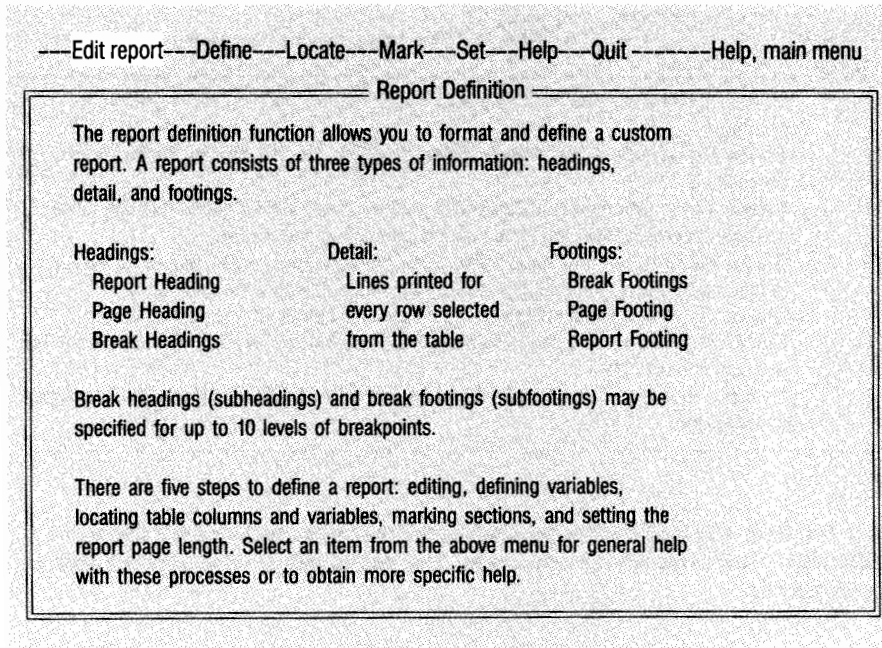 ---Edit report---Define---Locate---Mark---Set---Help---Quit -------Help, main menu
Report Definition
The report definition function allows you to format and define a custom
report. A report consists of three types of information: headings,
detail, and footings.
Headings: Detail: Footings:
Report Heading Lines printed for Break Footings
Page Heading every row selected Page Footing
Break Headings from the table Report Footing
Break headings (subheadings) and break footings (subfootings) may be
specified for up to 10 levels of breakpoints.
There are five steps to define a report: editing, defining variables,
locating table columns and variables, marking sections, and setting the
report page length. Select an item from the above menu for general help
with these processes or to obtain more specific help.